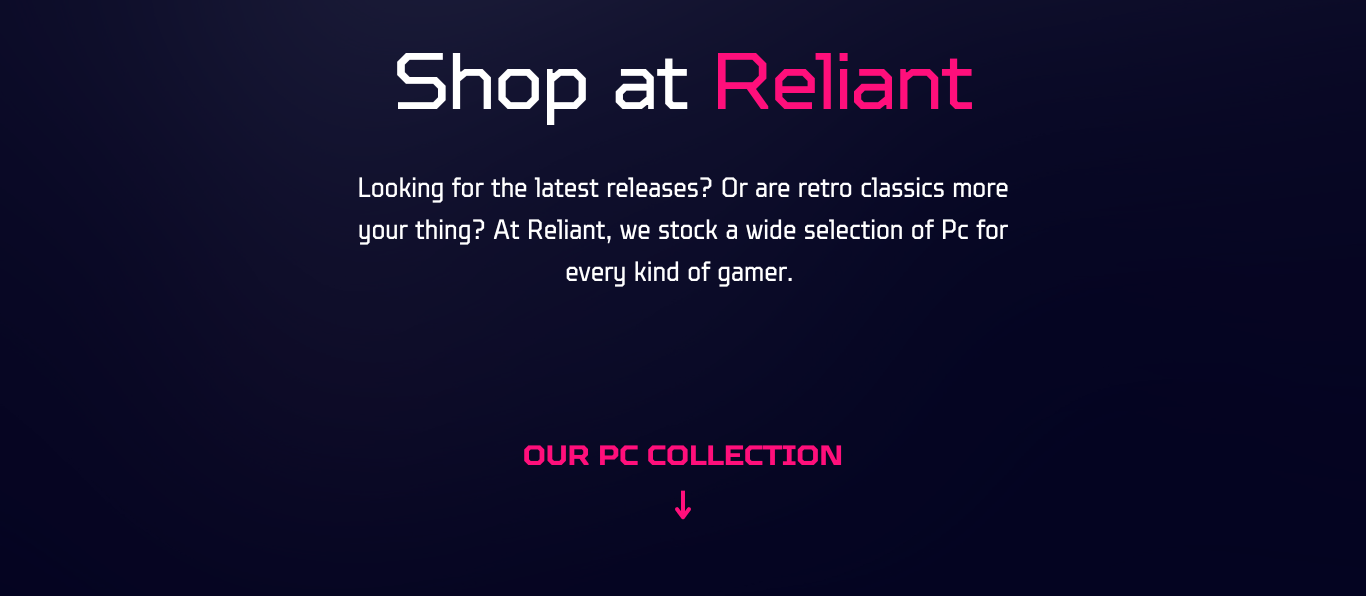 Shop at Reliant
Looking for the latest releases? Or are retro classics more
your thing? At Reliant, we stock a wide selection of Pc for
every kind of gamer.
OUR PC COLLECTION